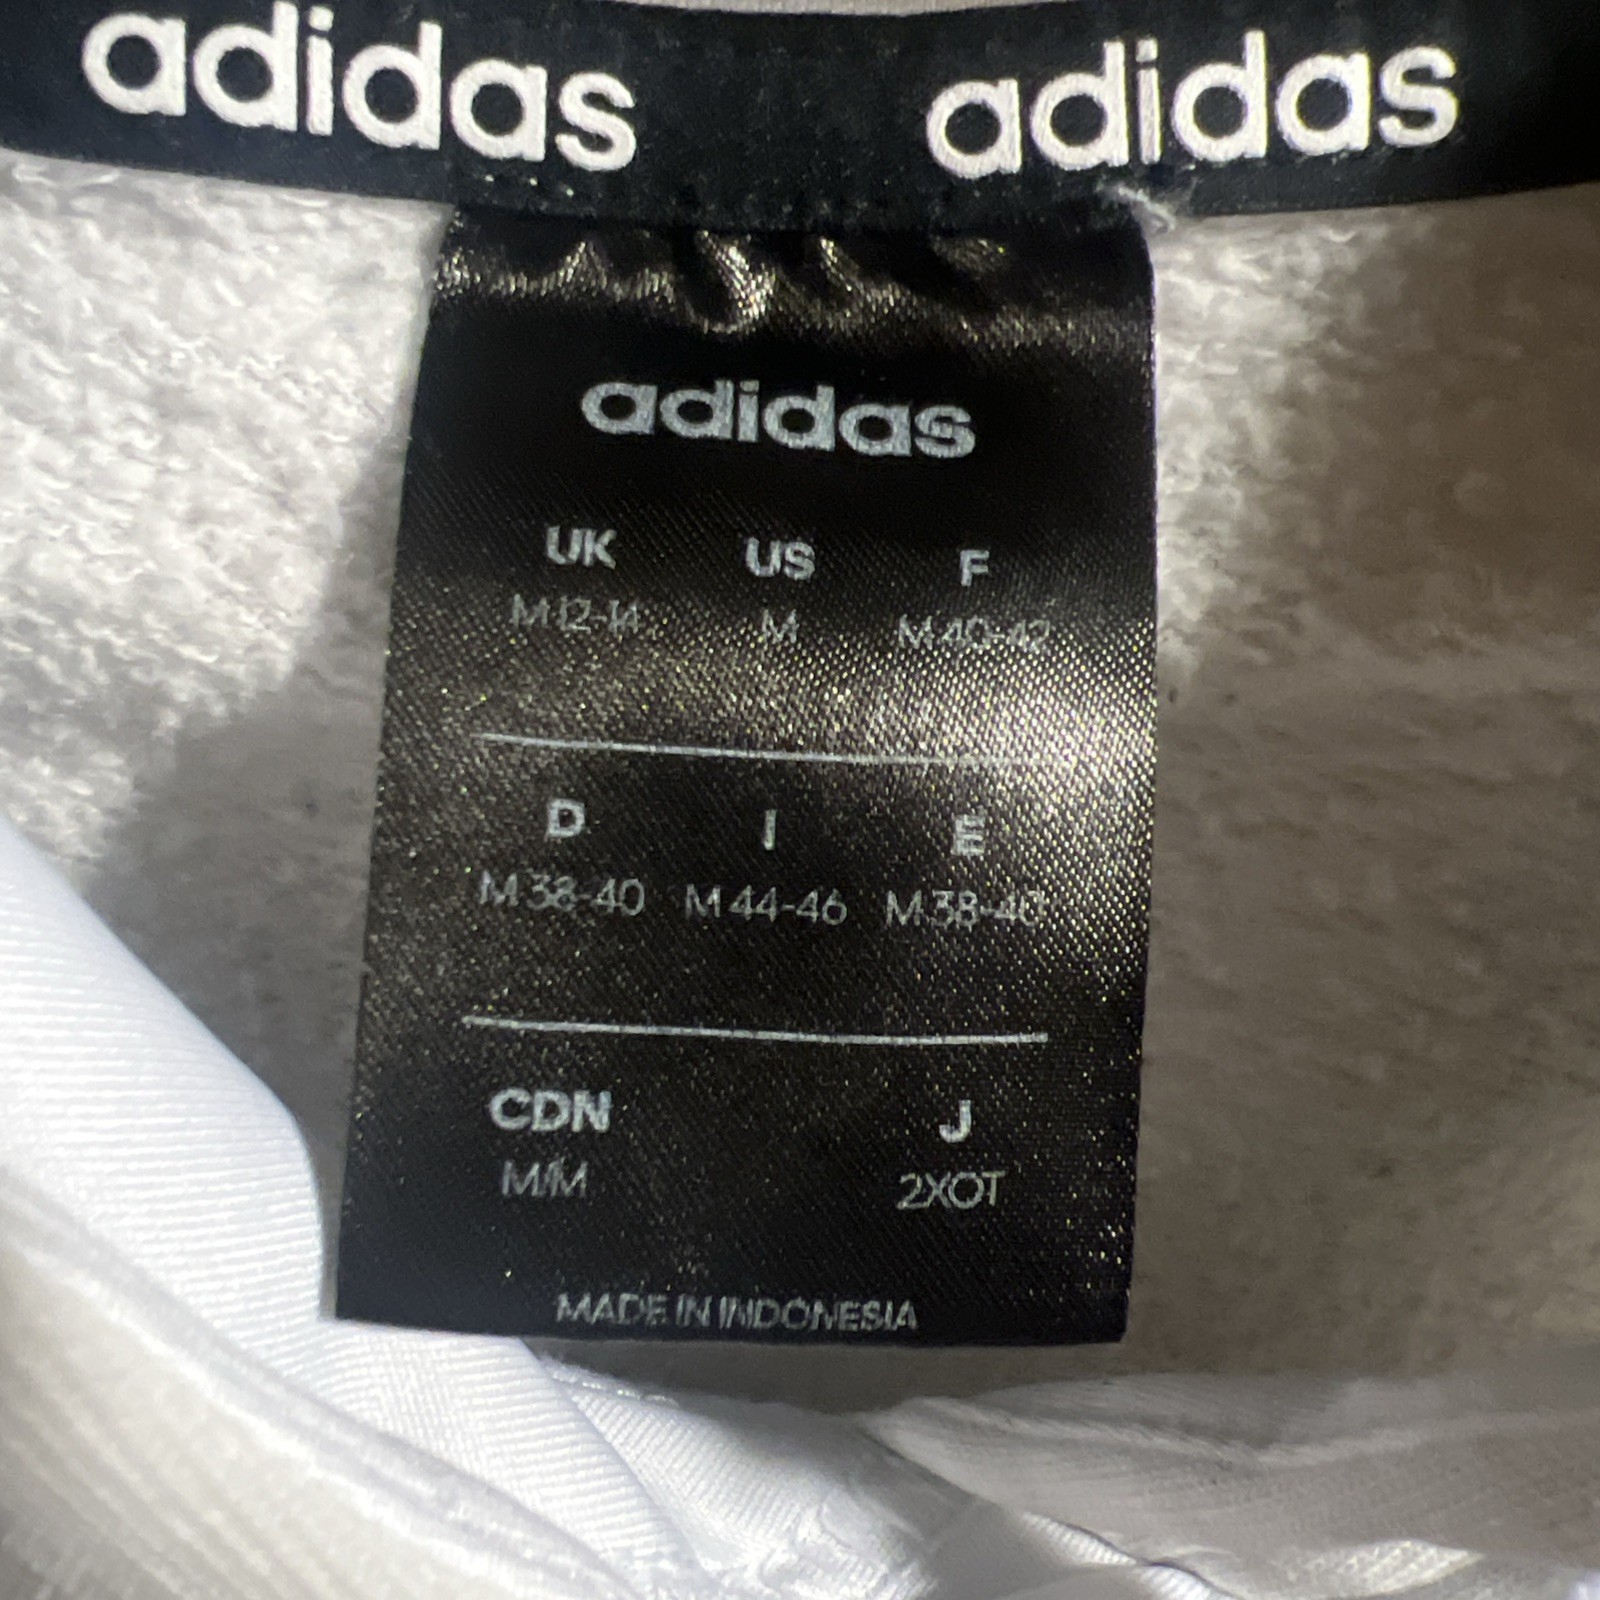 adidas adidas
adidas
UK US F
M 12-14 M M 40-42
D I E
M 38-40 M 44-46 M 38-40
CDN J
M/M 2XOT
MADE IN INDONESIA